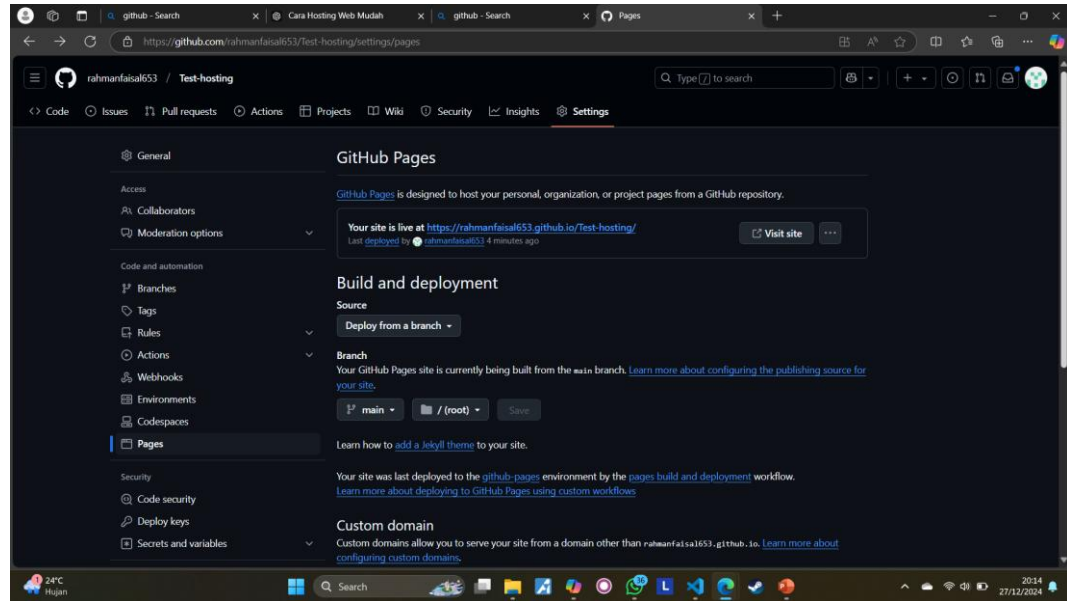 github - Search
Cara Hosting Web Mudah
github - Search
Pages
https://github.com/rahmanfaisal653/Test-hosting/settings/pages
rahmanfaisal653 / Test-hosting
Type / to search
Code
Issues
Pull requests
Actions
Projects
Wiki
Security
Insights
Settings
General
Access
Collaborators
Moderation options
Code and automation
Branches
Tags
Rules
Actions
Webhooks
Environments
Codespaces
Pages
Security
Code security
Deploy keys
Secrets and variables
GitHub Pages
GitHub Pages is designed to host your personal, organization, or project pages from a GitHub repository.
Your site is live at https://rahmanfaisal653.github.io/Test-hosting/
Last deployed by rahmanfaisal653 4 minutes ago
Visit site
Build and deployment
Source
Deploy from a branch
Branch
Your GitHub Pages site is currently being built from the main branch. Learn more about configuring the publishing source for
your site.
main
/ (root)
Save
Learn how to add a Jekyll theme to your site.
Your site was last deployed to the github-pages environment by the pages build and deployment workflow.
Learn more about deploying to GitHub Pages using custom workflows
Custom domain
Custom domains allow you to serve your site from a domain other than rahmanfaisal653.github.io. Learn more about
configuring custom domains.
24°C
Hujan
Search
20:14
27/12/2024